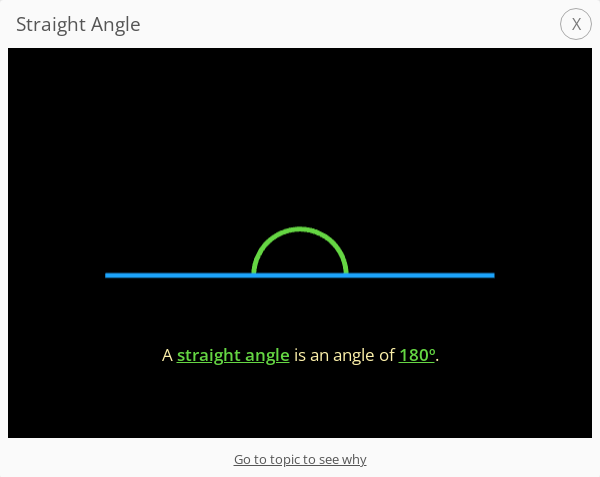 Straight Angle
X
A straight angle is an angle of 180º.
Go to topic to see why